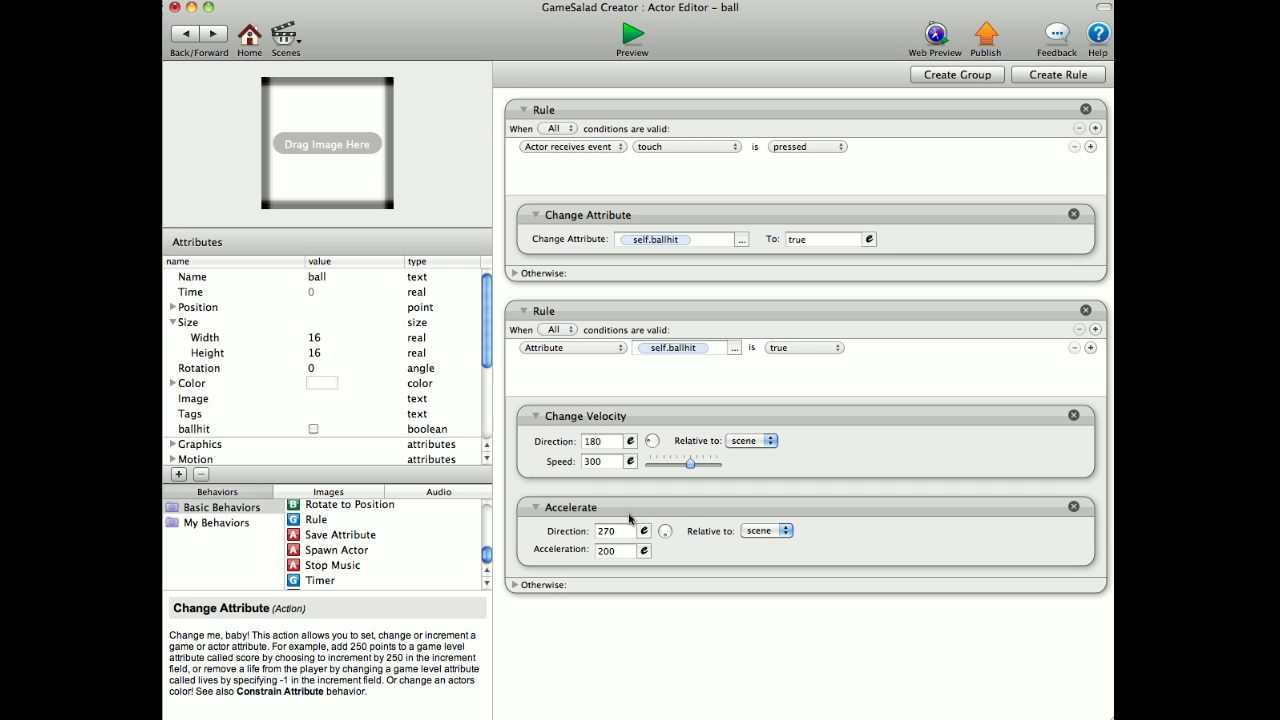 GameSalad Creator : Actor Editor – ball
Back/Forward Home Scenes Preview Web Preview Publish Feedback Help
Create Group Create Rule
Drag Image Here
Attributes
name value type
Name ball text
Time 0 real
Position point
Size size
Width 16 real
Height 16 real
Rotation 0 angle
Color color
Image text
Tags text
ballhit boolean
Graphics attributes
Motion attributes
Behaviors Images Audio
Basic Behaviors
My Behaviors
B Rotate to Position
G Rule
A Save Attribute
A Spawn Actor
A Stop Music
G Timer
Change Attribute (Action)
Change me, baby! This action allows you to set, change or increment a
game or actor attribute. For example, add 250 points to a game level
attribute called score by choosing to increment by 250 in the increment
field, or remove a life from the player by changing a game level attribute
called lives by specifying -1 in the increment field. Or change an actors
color! See also Constrain Attribute behavior.
Rule
When All conditions are valid:
Actor receives event touch is pressed
Change Attribute
Change Attribute: self.ballhit ... To: true e
Otherwise:
Rule
When All conditions are valid:
Attribute self.ballhit ... is true
Change Velocity
Direction: 180 e Relative to: scene
Speed: 300 e
Accelerate
Direction: 270 e Relative to: scene
Acceleration: 200 e
Otherwise: